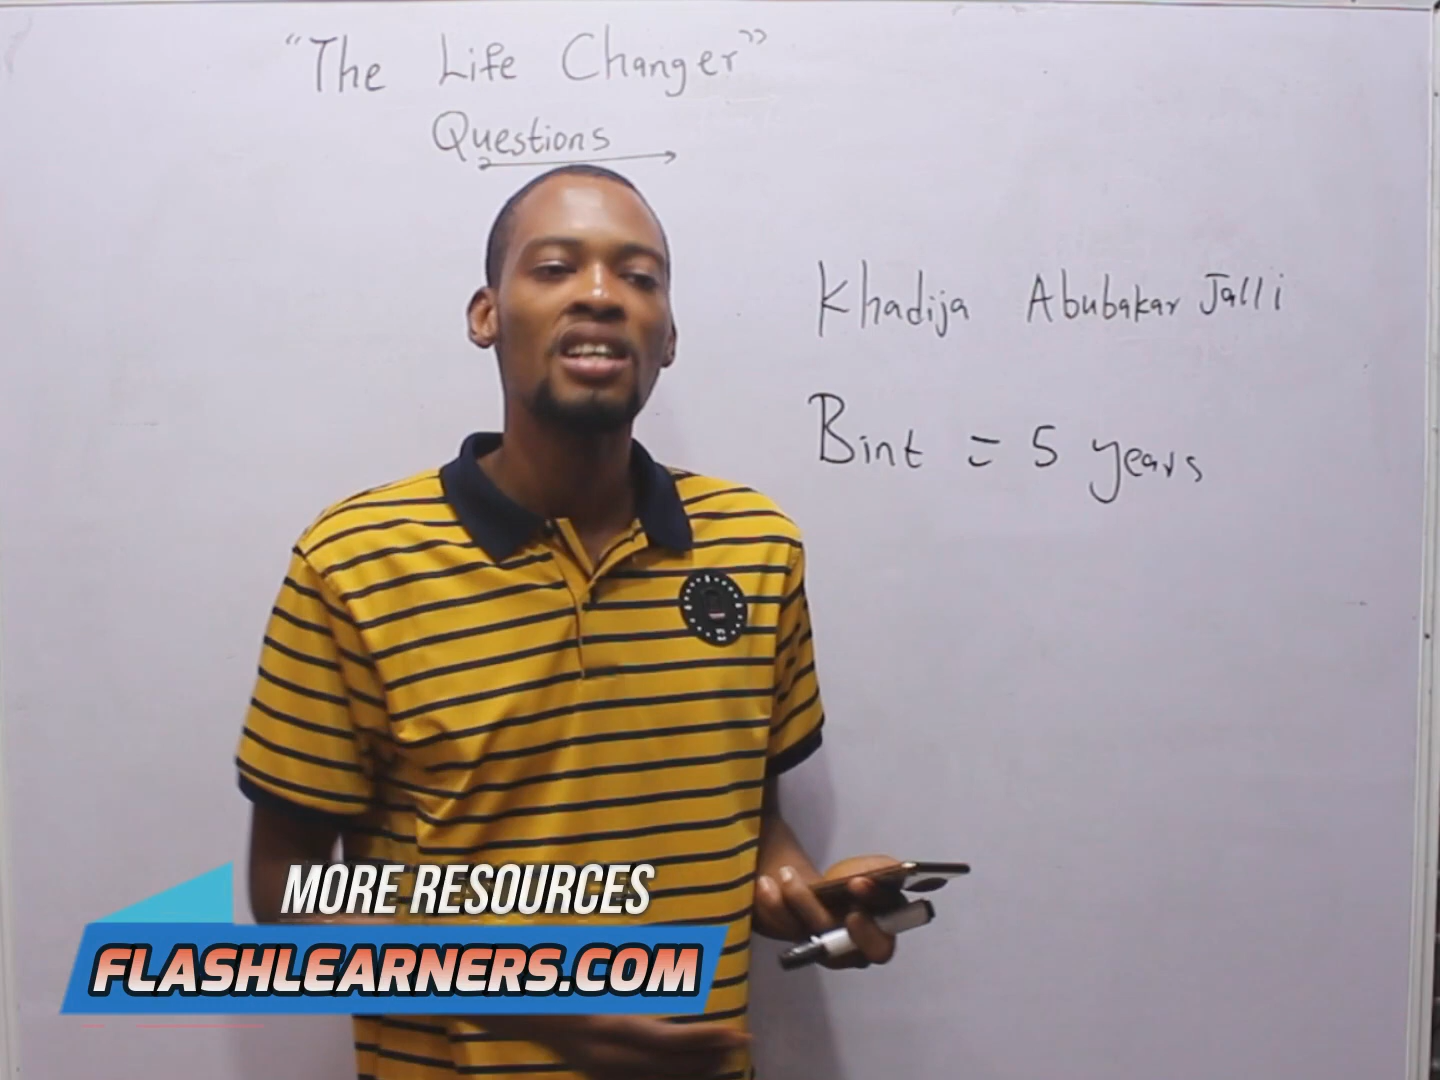 "The Life Changer"
Questions
Khadija Abubakar Jalli
Bint = 5 years
MORE RESOURCES
FLASHLEARNERS.COM